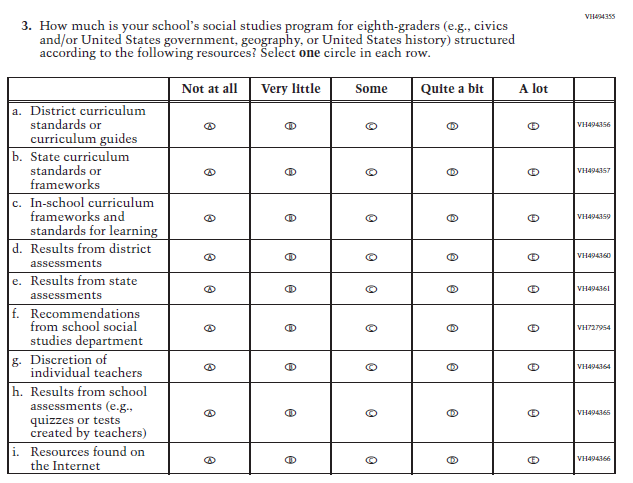 VH494355
3. How much is your school's social studies program for eighth-graders (e.g., civics
and/or United States government, geography, or United States history) structured
according to the following resources? Select one circle in each row.
Not at all Very little Some Quite a bit A lot
a. District curriculum
standards or
curriculum guides
A B C D E VH494356
b. State curriculum
standards or
frameworks
A B C D E VH494357
c. In-school curriculum
frameworks and
standards for learning
A B C D E VH494359
d. Results from district
assessments
A B C D E VH494360
e. Results from state
assessments
A B C D E VH494361
f. Recommendations
from school social
studies department
A B C D E VH727954
g. Discretion of
individual teachers
A B C D E VH494364
h. Results from school
assessments (e.g.,
quizzes or tests
created by teachers)
A B C D E VH494365
i. Resources found on
the Internet
A B C D E VH494366